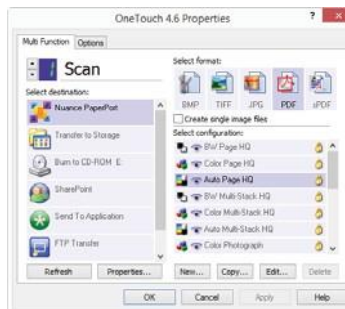 OneTouch 4.6 Properties
?
Multi Function
Options
1
Scan
Select destination:
Nuance PaperPort
Transfer to Storage
Burn to CD-ROM E:
SharePoint
Send To Application
FTP Transfer
Refresh
Properties...
Select format:
BMP
TIFF
JPG
PDF
sPDF
Create single image files
Select configuration:
BW Page HQ
Color Page HQ
Auto Page HQ
BW Multi-Stack HQ
Color Multi-Stack HQ
Auto Multi-Stack HQ
Color Photograph
New...
Copy...
Edit...
Delete
OK
Cancel
Apply
Help